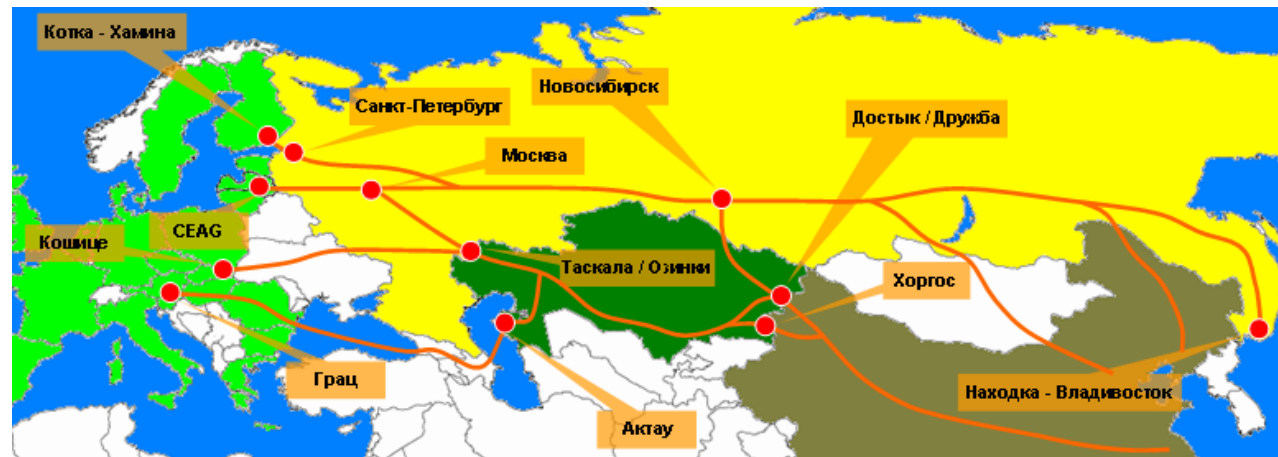 Котка - Хамина
Санкт-Петербург
Новосибирск
Достык / Дружба
Москва
CEAG
Кошице
Таскала / Озинки
Хоргос
Грац
Находка - Владивосток
Актау